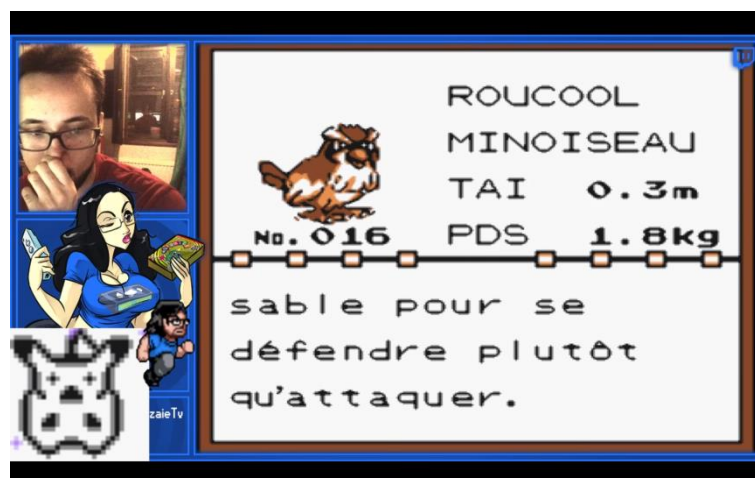 ROUCOOL
MINOISEAU
TAI 0.3m
No.016 PDS 1.8kg
sable pour se
défendre plutôt
qu'attaquer.
zaieTv